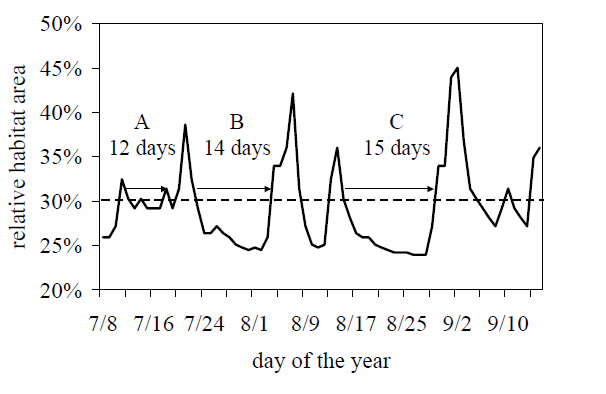 50%
45%
40%
35%
30%
25%
20%
relative habitat area
A
12 days
B
14 days
C
15 days
7/8 7/16 7/24 8/1 8/9 8/17 8/25 9/2 9/10
day of the year